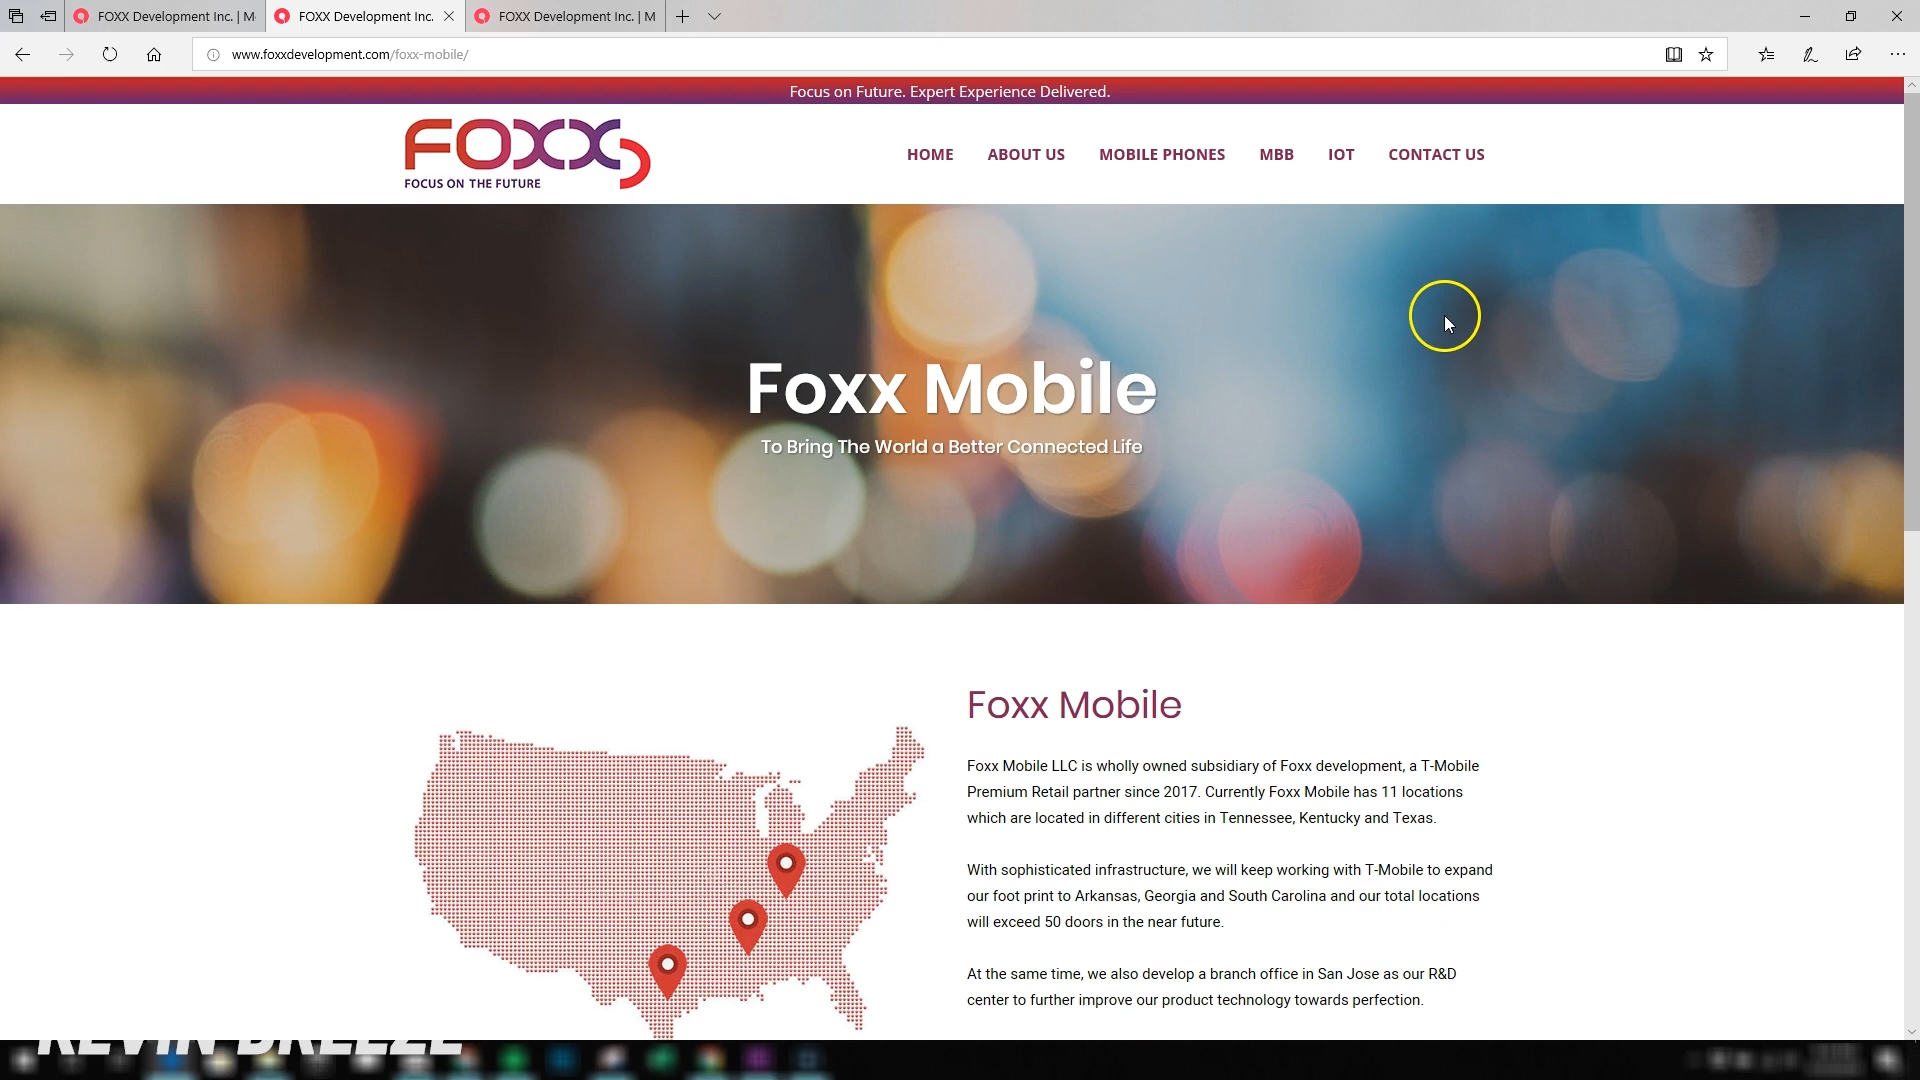 FOXX Development Inc. | M
FOXX Development Inc.
FOXX Development Inc. | M
www.foxxdevelopment.com/foxx-mobile/
Focus on Future. Expert Experience Delivered.
FOXX
FOCUS ON THE FUTURE
HOME ABOUT US MOBILE PHONES MBB IOT CONTACT US
Foxx Mobile
To Bring The World a Better Connected Life
Foxx Mobile
Foxx Mobile LLC is wholly owned subsidiary of Foxx development, a T-Mobile
Premium Retail partner since 2017. Currently Foxx Mobile has 11 locations
which are located in different cities in Tennessee, Kentucky and Texas.
With sophisticated infrastructure, we will keep working with T-Mobile to expand
our foot print to Arkansas, Georgia and South Carolina and our total locations
will exceed 50 doors in the near future.
At the same time, we also develop a branch office in San Jose as our R&D
center to further improve our product technology towards perfection.
KEVIN BREEZE